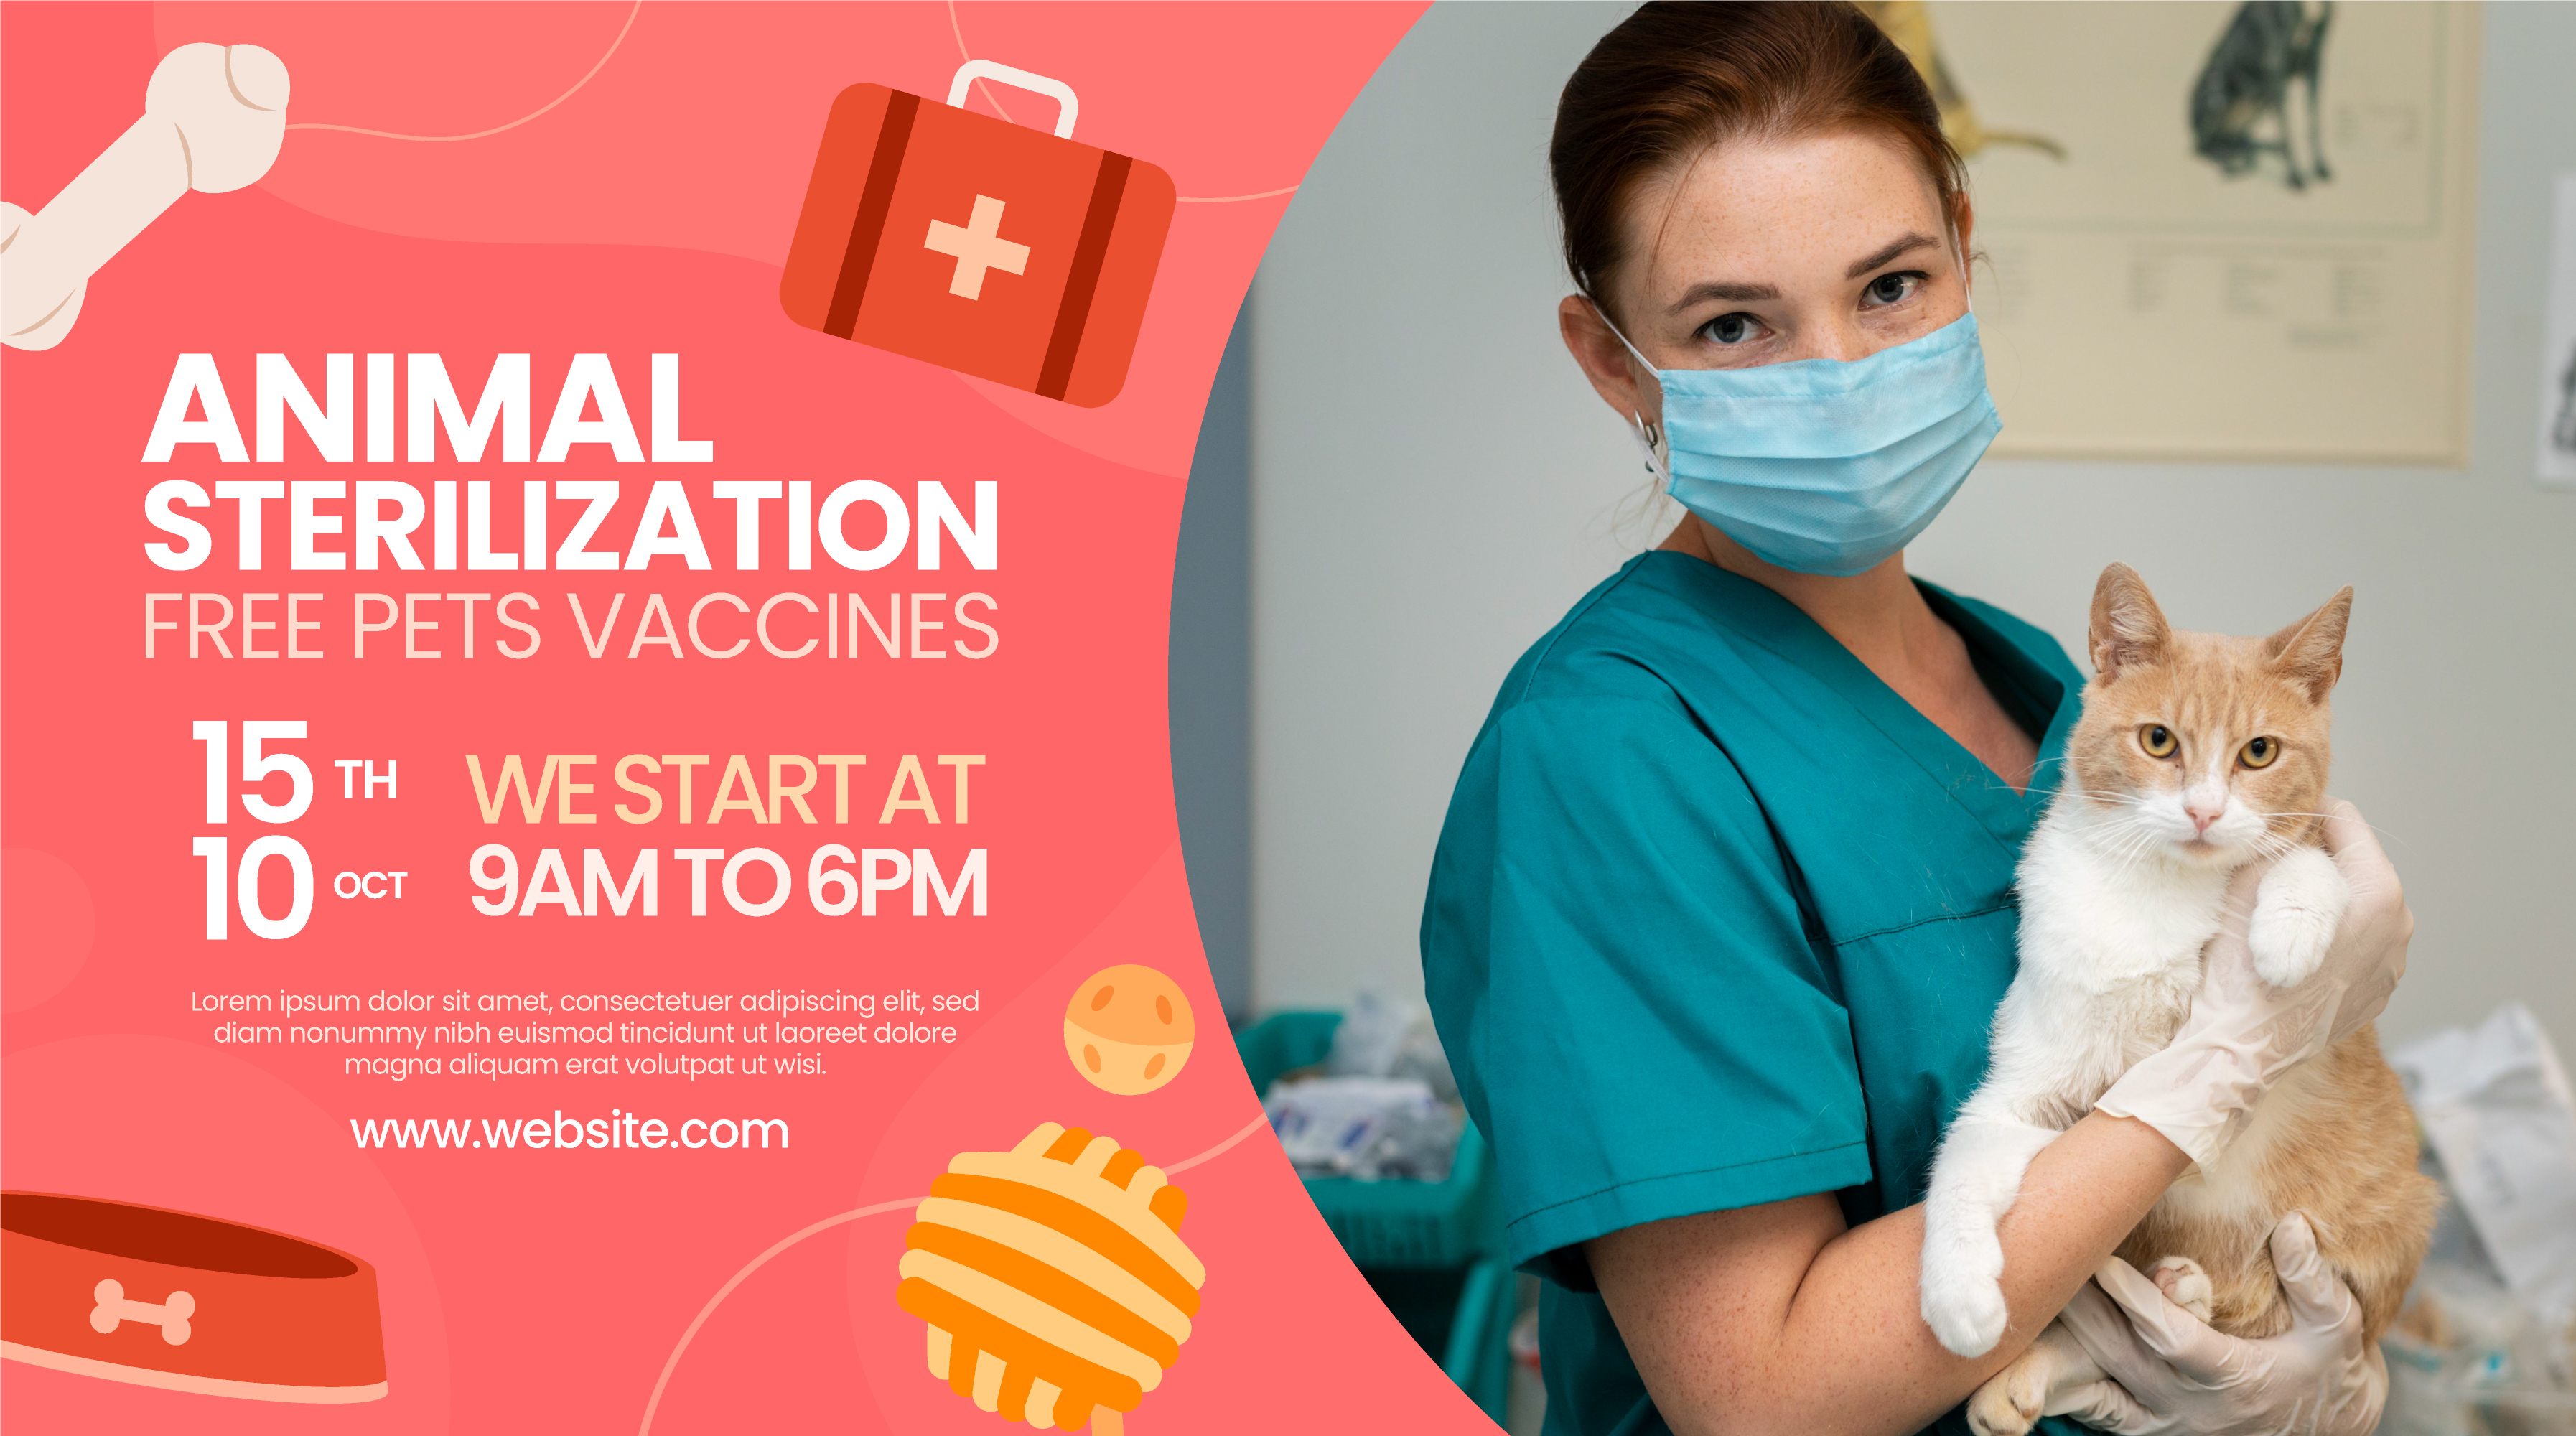 ANIMAL
STERILIZATION
FREE PETS VACCINES
15 TH
10 OCT
WE START AT
9AM TO 6PM
Lorem ipsum dolor sit amet, consectetuer adipiscing elit, sed
diam nonummy nibh euismod tincidunt ut laoreet dolore
magna aliquam erat volutpat ut wisi.
www.website.com